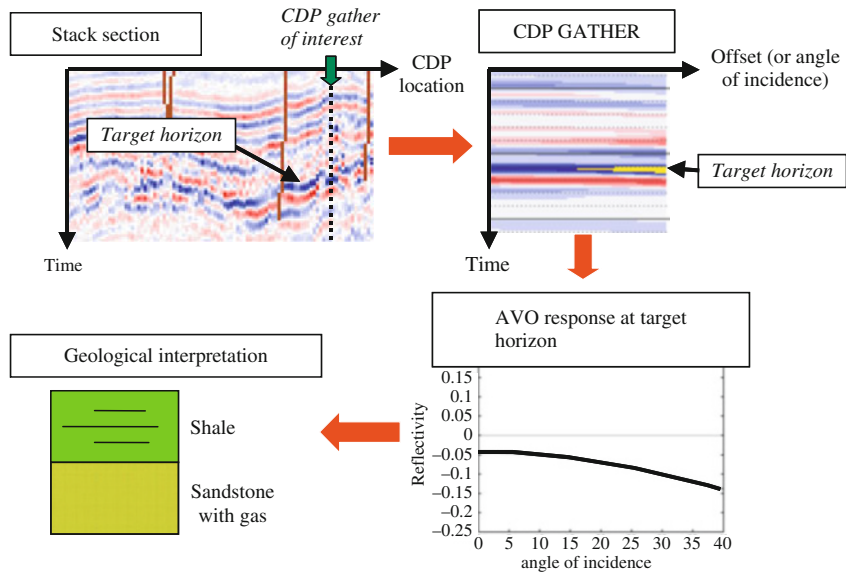 Stack section
CDP gather
of interest
CDP
location
Target horizon
Time
CDP GATHER
Offset (or angle
of incidence)
Target horizon
Time
AVO response at target
horizon
0.15
0.1
0.05
0
−0.05
−0.1
−0.15
−0.2
−0.25
Reflectivity
0 5 10 15 20 25 30 35 40
angle of incidence
Geological interpretation
Shale
Sandstone
with gas